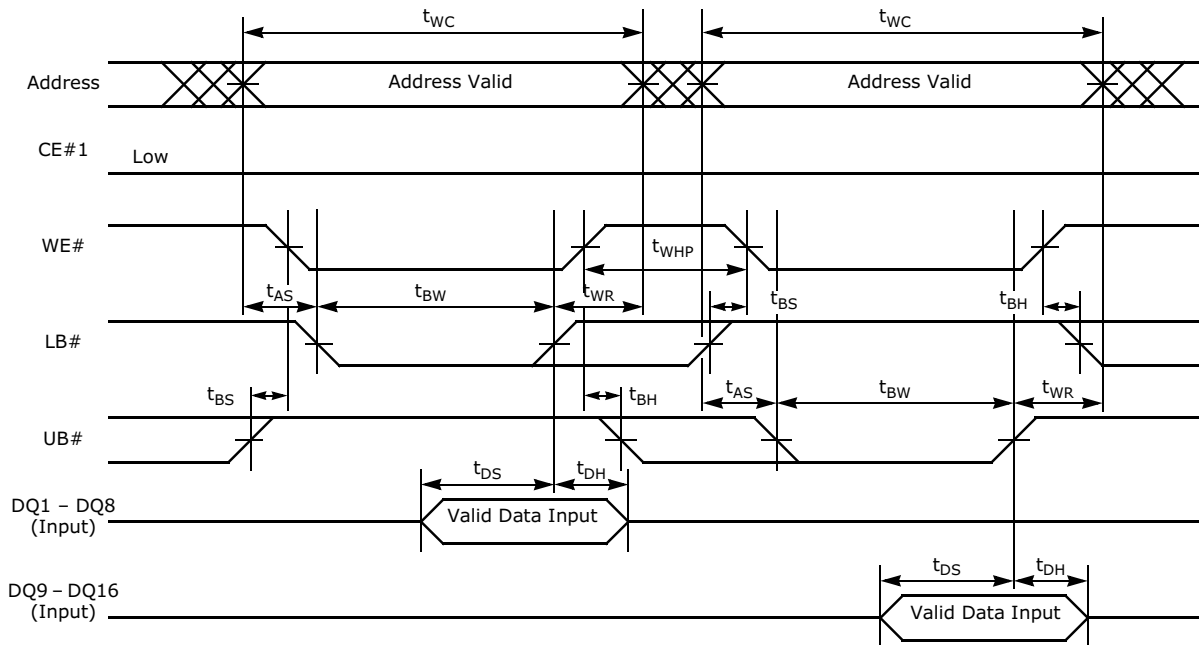 tWC tWC
Address Address Valid Address Valid
CE#1 Low
WE#
tWHP
tAS tBW tWR tBS tBH
LB#
tBS tBH tAS tBW tWR
UB#
tDS tDH
DQ1 – DQ8
(Input)
Valid Data Input
tDS tDH
DQ9 – DQ16
(Input)
Valid Data Input